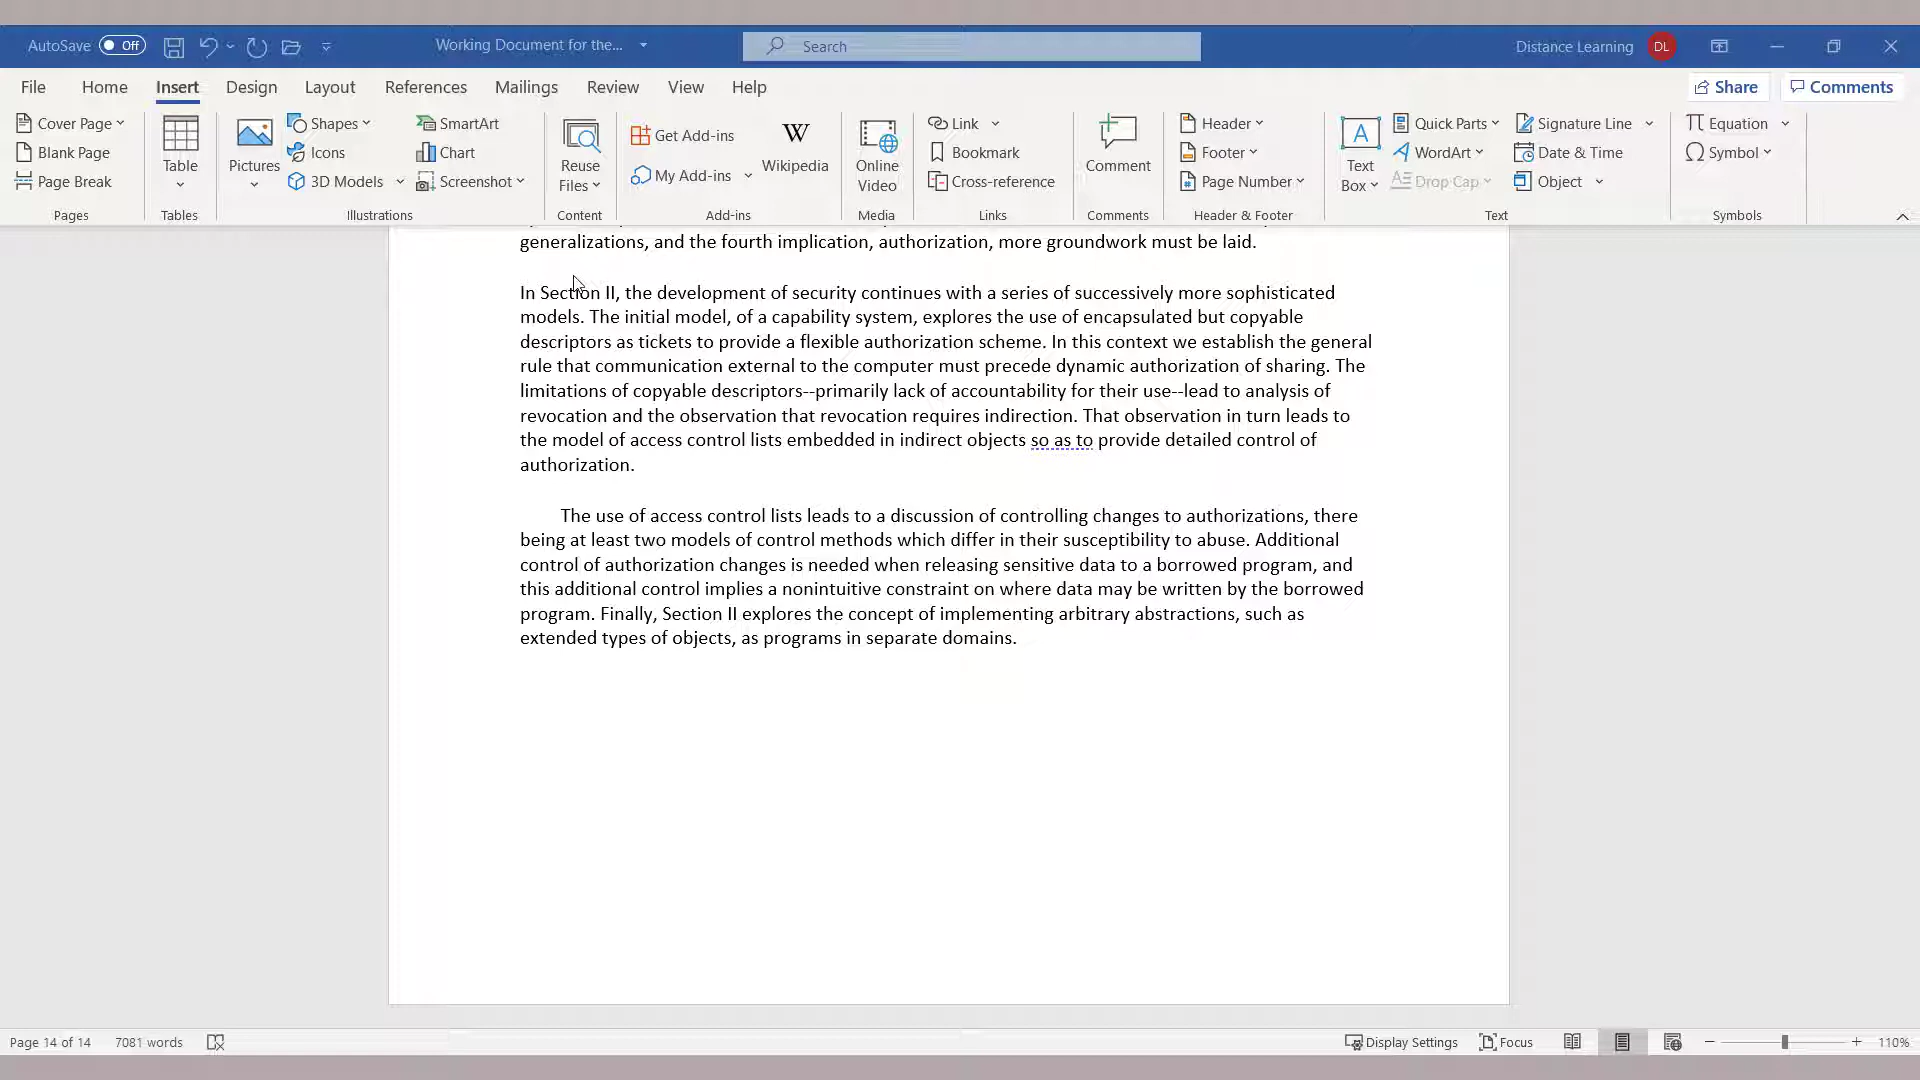 AutoSave Off Working Document for the... Search Distance Learning DL
File Home Insert Design Layout References Mailings Review View Help Share Comments
Cover Page
Blank Page
Page Break
Pages
Table
Tables
Pictures
Shapes
Icons
3D Models
SmartArt
Chart
Screenshot
Illustrations
Reuse
Files
Content
Get Add-ins
My Add-ins
W
Wikipedia
Add-ins
Online
Video
Media
Link
Bookmark
Cross-reference
Links
Comment
Comments
Header
Footer
Page Number
Header & Footer
A
Text
Box
Quick Parts
WordArt
Drop Cap
Signature Line
Date & Time
Object
Text
Equation
Symbol
Symbols
generalizations, and the fourth implication, authorization, more groundwork must be laid.
In Section II, the development of security continues with a series of successively more sophisticated
models. The initial model, of a capability system, explores the use of encapsulated but copyable
descriptors as tickets to provide a flexible authorization scheme. In this context we establish the general
rule that communication external to the computer must precede dynamic authorization of sharing. The
limitations of copyable descriptors--primarily lack of accountability for their use--lead to analysis of
revocation and the observation that revocation requires indirection. That observation in turn leads to
the model of access control lists embedded in indirect objects so as to provide detailed control of
authorization.
The use of access control lists leads to a discussion of controlling changes to authorizations, there
being at least two models of control methods which differ in their susceptibility to abuse. Additional
control of authorization changes is needed when releasing sensitive data to a borrowed program, and
this additional control implies a nonintuitive constraint on where data may be written by the borrowed
program. Finally, Section II explores the concept of implementing arbitrary abstractions, such as
extended types of objects, as programs in separate domains.
Page 14 of 14 7081 words Display Settings Focus 110%